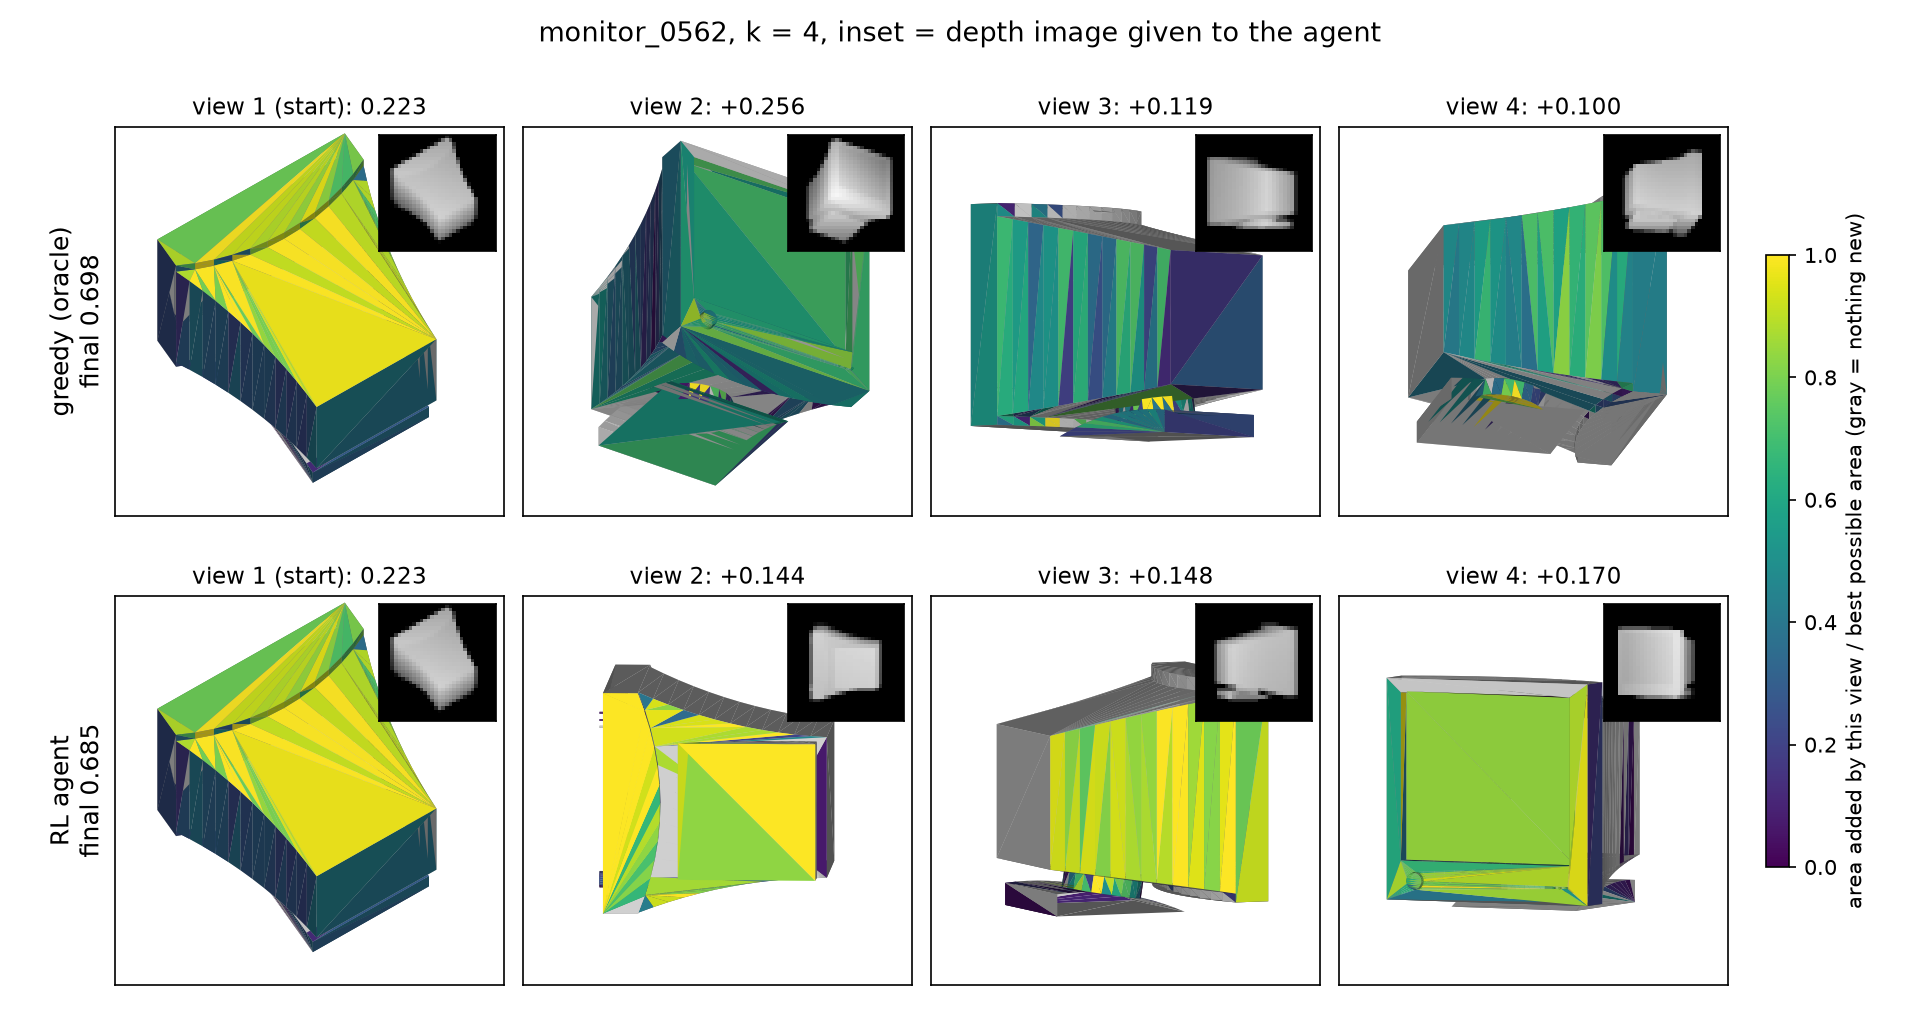 monitor_0562, k = 4, inset = depth image given to the agent
view 1 (start): 0.223
view 2: +0.256
view 3: +0.119
view 4: +0.100
greedy (oracle)
final 0.698
view 1 (start): 0.223
view 2: +0.144
view 3: +0.148
view 4: +0.170
RL agent
final 0.685
1.0
0.8
0.6
0.4
0.2
0.0
area added by this view / best possible area (gray = nothing new)